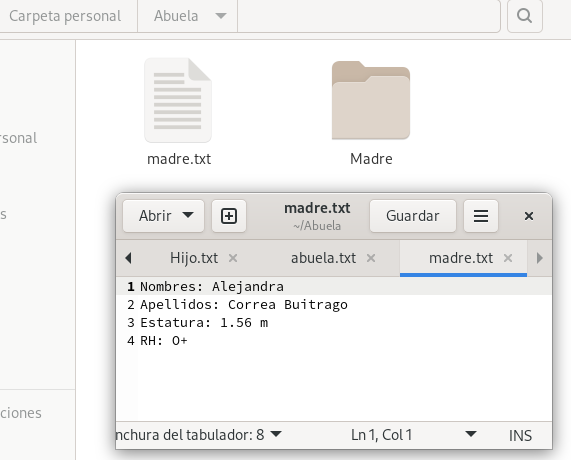 Carpeta personal Abuela
madre.txt Madre
rsonal
s
ciones
Abrir madre.txt Guardar
~/Abuela
Hijo.txt abuela.txt madre.txt
1 Nombres: Alejandra
2 Apellidos: Correa Buitrago
3 Estatura: 1.56 m
4 RH: O+
nchura del tabulador: 8 Ln 1, Col 1 INS